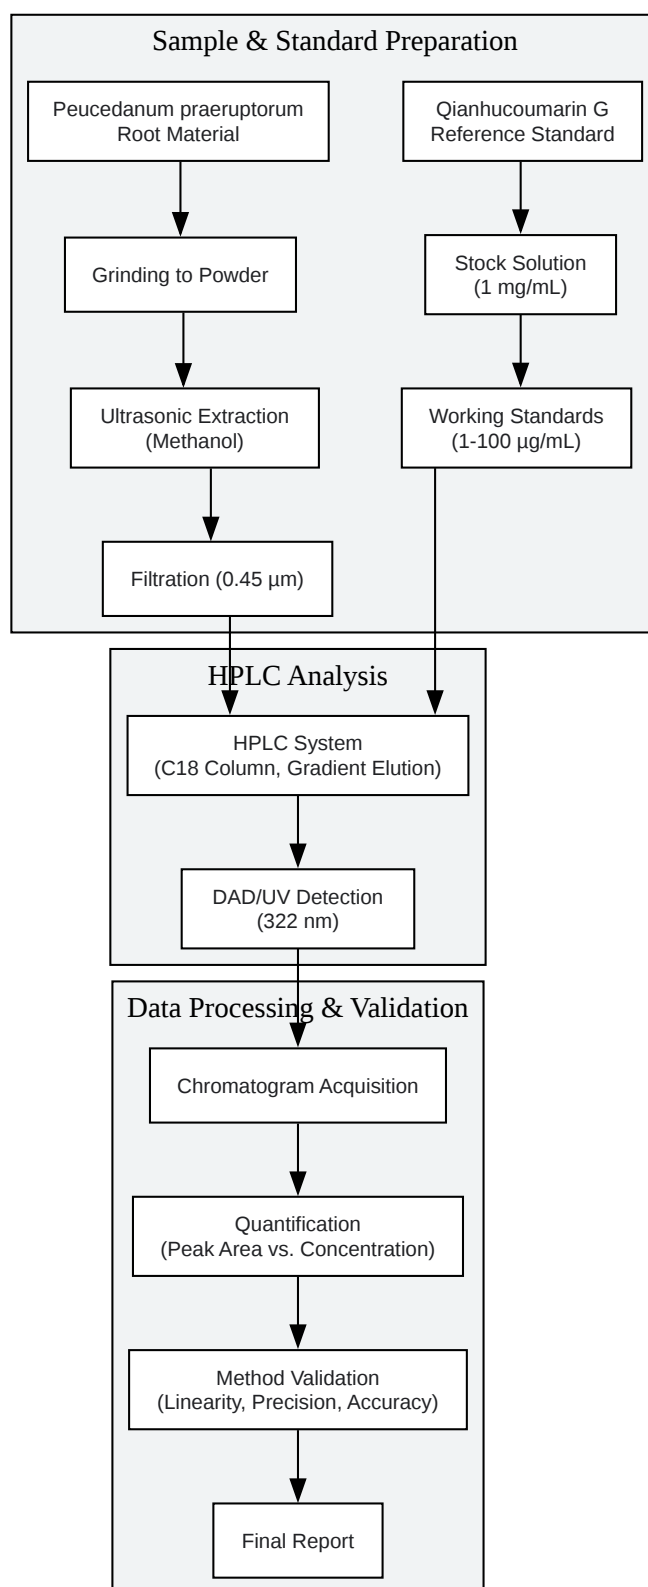 Sample & Standard Preparation
Peucedanum praeruptorum
Root Material
Qianhucoumarin G
Reference Standard
Grinding to Powder
Stock Solution
(1 mg/mL)
Ultrasonic Extraction
(Methanol)
Working Standards
(1-100 µg/mL)
Filtration (0.45 µm)
HPLC Analysis
HPLC System
(C18 Column, Gradient Elution)
DAD/UV Detection
(322 nm)
Data Processing & Validation
Chromatogram Acquisition
Quantification
(Peak Area vs. Concentration)
Method Validation
(Linearity, Precision, Accuracy)
Final Report